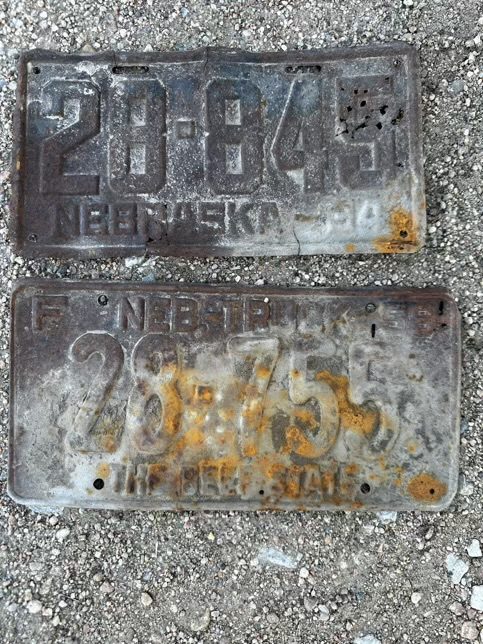 28-845
NEBRASKA-34
F NEB-TRUCK
28-755
THE BEEF STATE